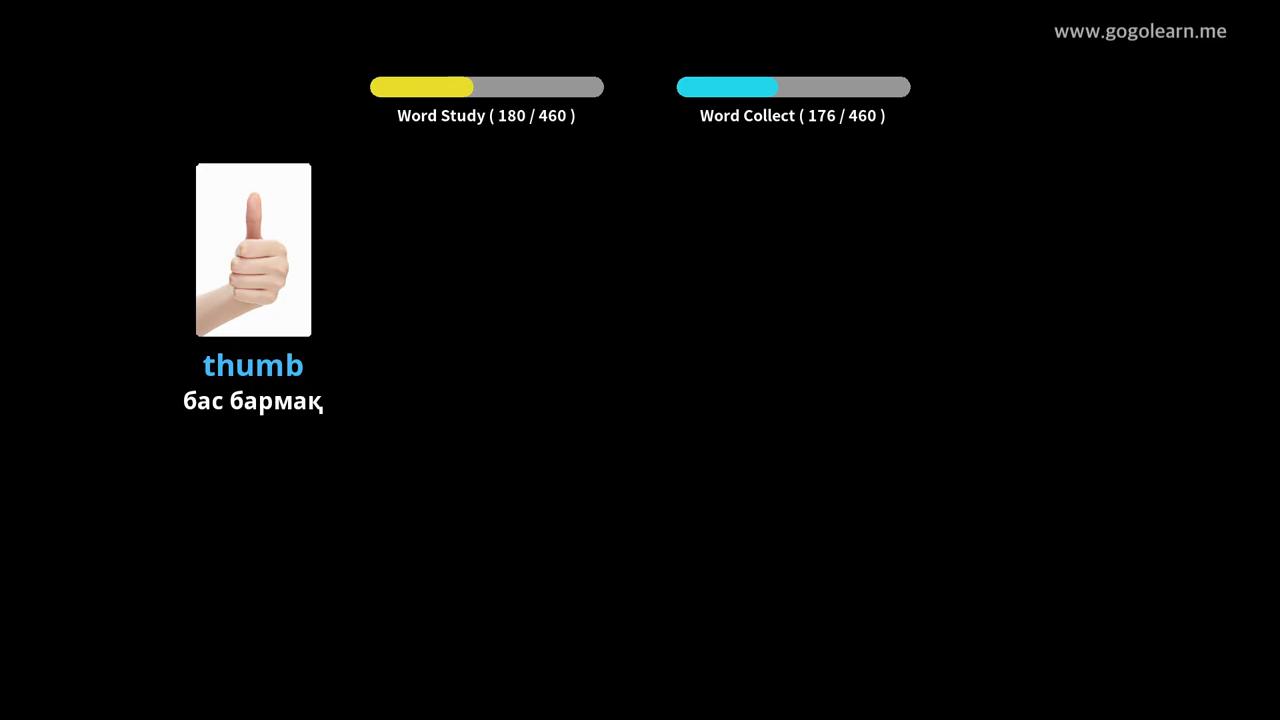 www.gogolearn.me
Word Study ( 180 / 460 )
Word Collect ( 176 / 460 )
thumb
бас бармақ